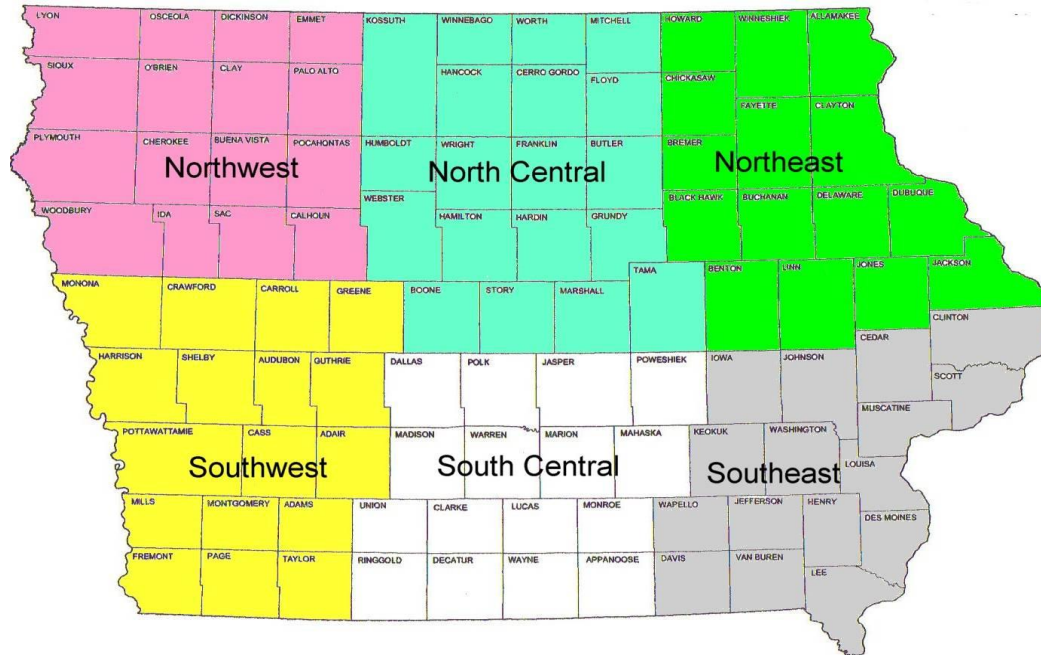 LYON OSCEOLA DICKINSON EMMET KOSSUTH WINNEBAGO WORTH MITCHELL HOWARD WINNESHIEK ALLAMAKEE
SIOUX O'BRIEN CLAY PALO ALTO HANCOCK CERRO GORDO FLOYD CHICKASAW
FAYETTE CLAYTON
PLYMOUTH CHEROKEE BUENA VISTA POCAHONTAS HUMBOLDT WRIGHT FRANKLIN BUTLER BREMER
Northwest North Central Northeast
WEBSTER BLACK HAWK BUCHANAN DELAWARE DUBUQUE
WOODBURY IDA SAC CALHOUN HAMILTON HARDIN GRUNDY
MONONA CRAWFORD CARROLL GREENE BOONE STORY MARSHALL TAMA BENTON LINN JONES JACKSON
CLINTON
CEDAR
HARRISON SHELBY AUDUBON GUTHRIE DALLAS POLK JASPER POWESHIEK IOWA JOHNSON
SCOTT
MUSCATINE
POTTAWATTAMIE CASS ADAIR MADISON WARREN MARION MAHASKA KEOKUK WASHINGTON
Southwest South Central Southeast
LOUISA
MILLS MONTGOMERY ADAMS UNION CLARKE LUCAS MONROE WAPELLO JEFFERSON HENRY
DES MOINES
FREMONT PAGE TAYLOR RINGGOLD DECATUR WAYNE APPANOOSE DAVIS VAN BUREN
LEE